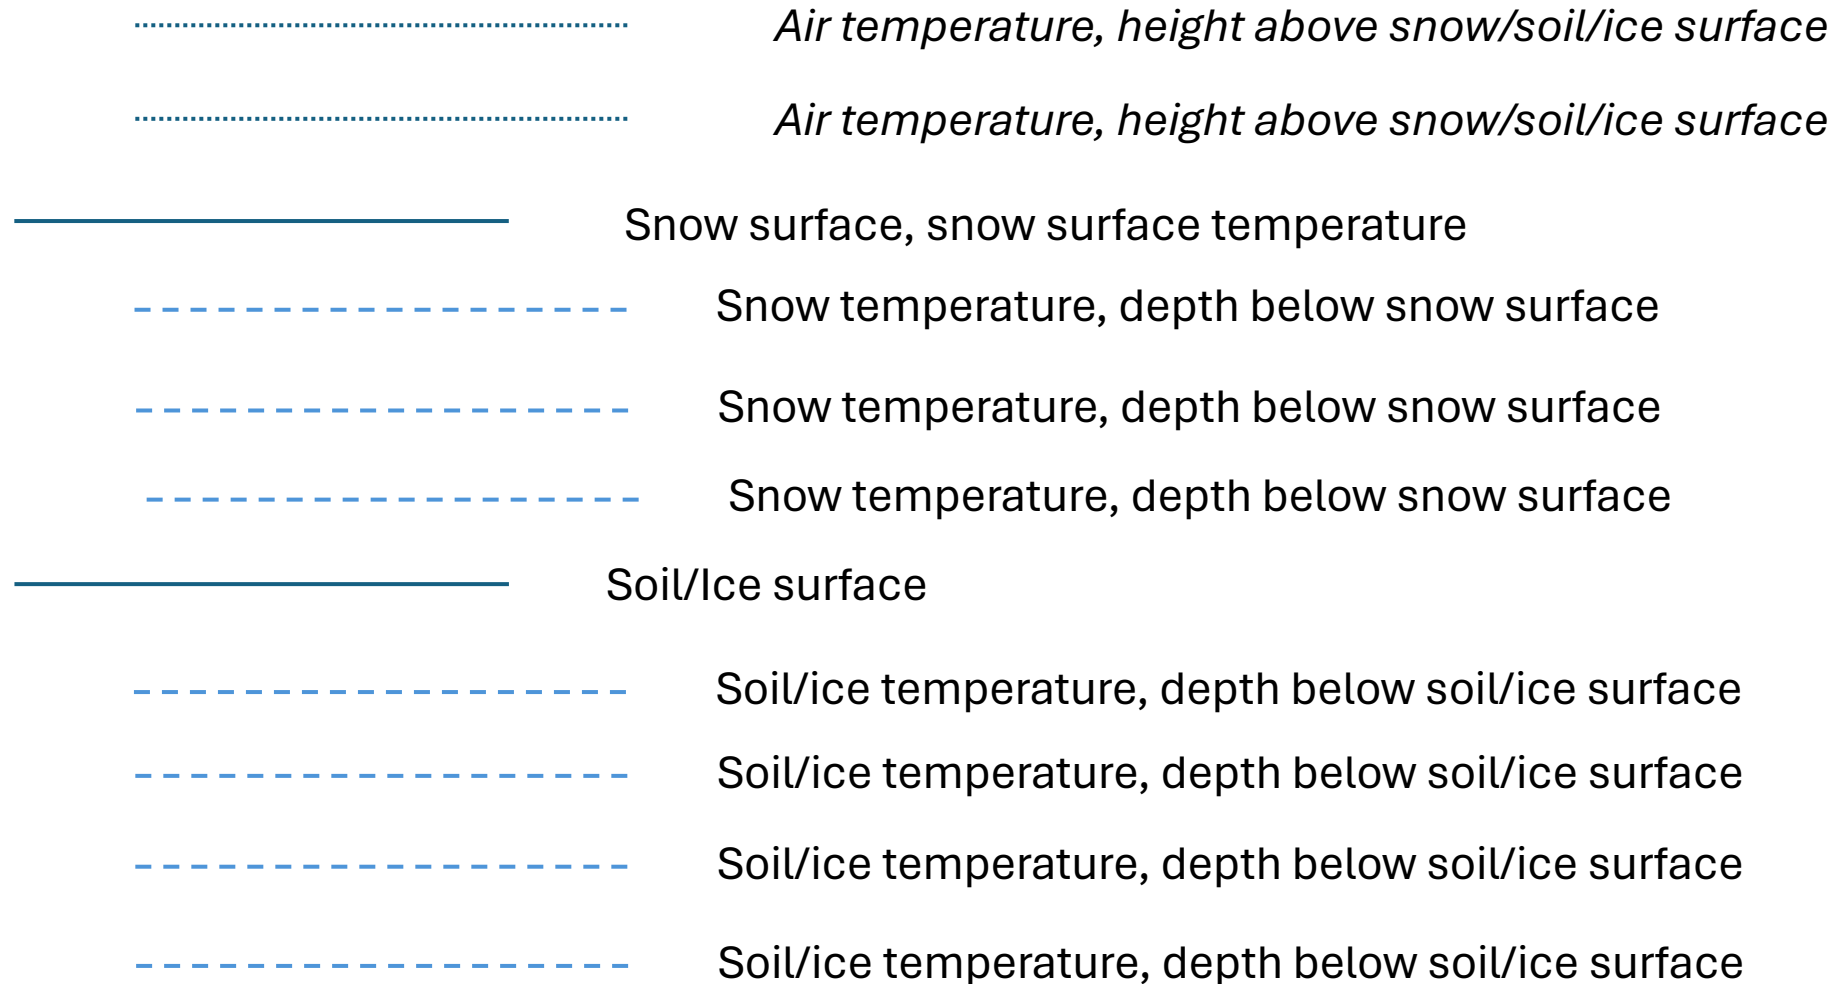 Air temperature, height above snow/soil/ice surface
Air temperature, height above snow/soil/ice surface
Snow surface, snow surface temperature
Snow temperature, depth below snow surface
Snow temperature, depth below snow surface
Snow temperature, depth below snow surface
Soil/Ice surface
Soil/ice temperature, depth below soil/ice surface
Soil/ice temperature, depth below soil/ice surface
Soil/ice temperature, depth below soil/ice surface
Soil/ice temperature, depth below soil/ice surface